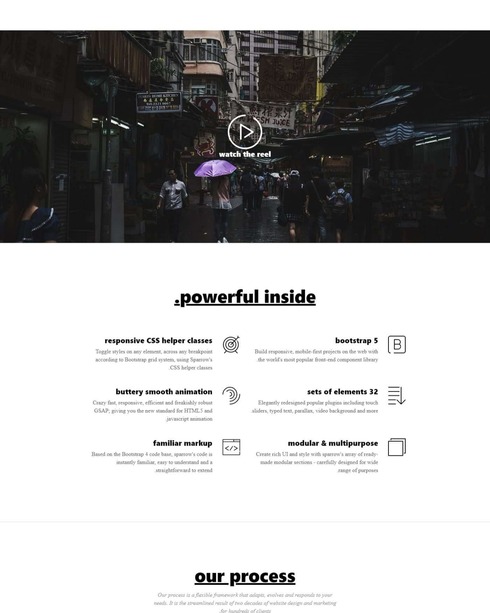 watch the reel
.powerful inside
bootstrap 5
Build responsive, mobile-first projects on the web with
the world's most popular front-end component library
responsive CSS helper classes
Toggle styles on any element, across any breakpoint
according to Bootstrap grid system, using Sparrow's
.CSS helper classes
sets of elements 32
Elegantly redesigned popular plugins including touch
sliders, typed text, parallax, video background and more
buttery smooth animation
Crazy fast, responsive, efficient and freakishly robust
GSAP; giving you the new standard for HTML5 and
javascript animation
modular & multipurpose
Create rich UI and style with sparrow's array of ready-
made modular sections - carefully designed for wide
.range of purposes
familiar markup
Based on the Bootstrap 4 code base, sparrow's code is
instantly familiar, easy to understand and a
.straightforward to extend
our process
Our process is a flexible framework that adapts, evolves and responds to your
needs. It is the streamlined result of two decades of website design and marketing
.for hundreds of clients